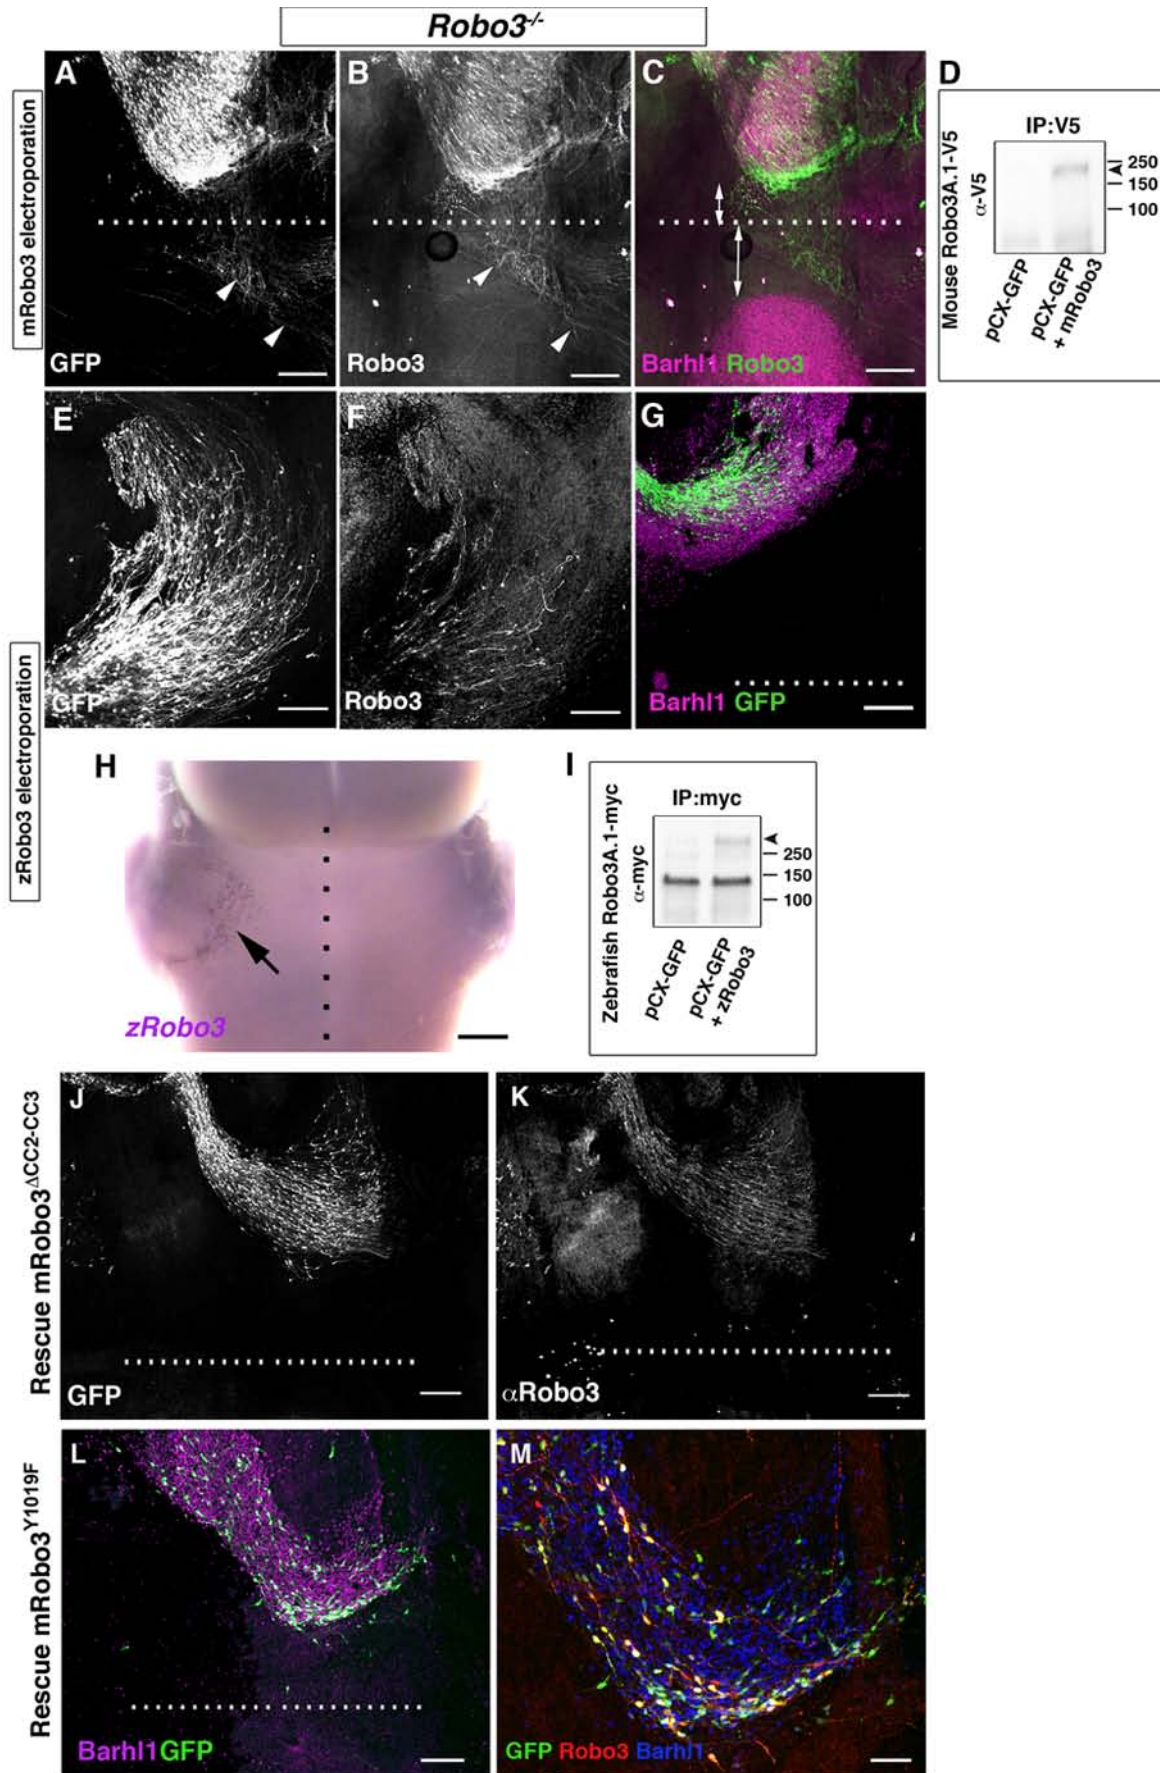 Robo3-/-
mRobo3 electroporation
A
GFP
B
Robo3
C
Barhl1 Robo3
D
Mouse Robo3A.1-V5
IP:V5
α-V5
250
150
100
pCX-GFP
pCX-GFP
+ mRobo3
zRobo3 electroporation
E
GFP
F
Robo3
G
Barhl1 GFP
H
zRobo3
I
Zebrafish Robo3A.1-myc
IP:myc
α-myc
250
150
100
pCX-GFP
pCX-GFP
+ zRobo3
Rescue mRobo3ΔCC2-CC3
J
GFP
K
αRobo3
Rescue mRobo3Y1019F
L
Barhl1GFP
M
GFP Robo3 Barhl1